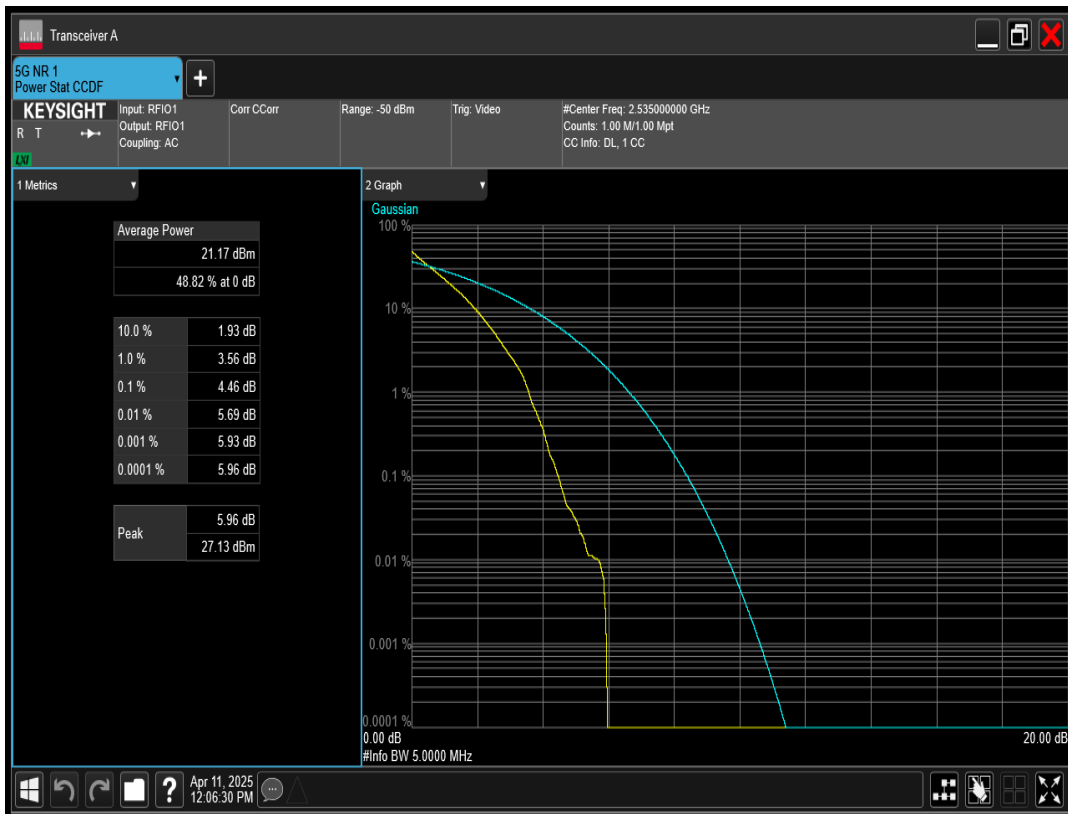 Transceiver A
5G NR 1
Power Stat CCDF
+
KEYSIGHT
R T
LXI
Input: RFIO1
Output: RFIO1
Coupling: AC
Corr CCorr
Range: -50 dBm
Trig: Video
#Center Freq: 2.535000000 GHz
Counts: 1.00 M/1.00 Mpt
CC Info: DL, 1 CC
1 Metrics
Average Power
21.17 dBm
48.82 % at 0 dB
10.0 % 1.93 dB
1.0 % 3.56 dB
0.1 % 4.46 dB
0.01 % 5.69 dB
0.001 % 5.93 dB
0.0001 % 5.96 dB
Peak
5.96 dB
27.13 dBm
2 Graph
Gaussian
100 %
10 %
1 %
0.1 %
0.01 %
0.001 %
0.0001 %
0.00 dB 20.00 dB
#Info BW 5.0000 MHz
?
Apr 11, 2025
12:06:30 PM